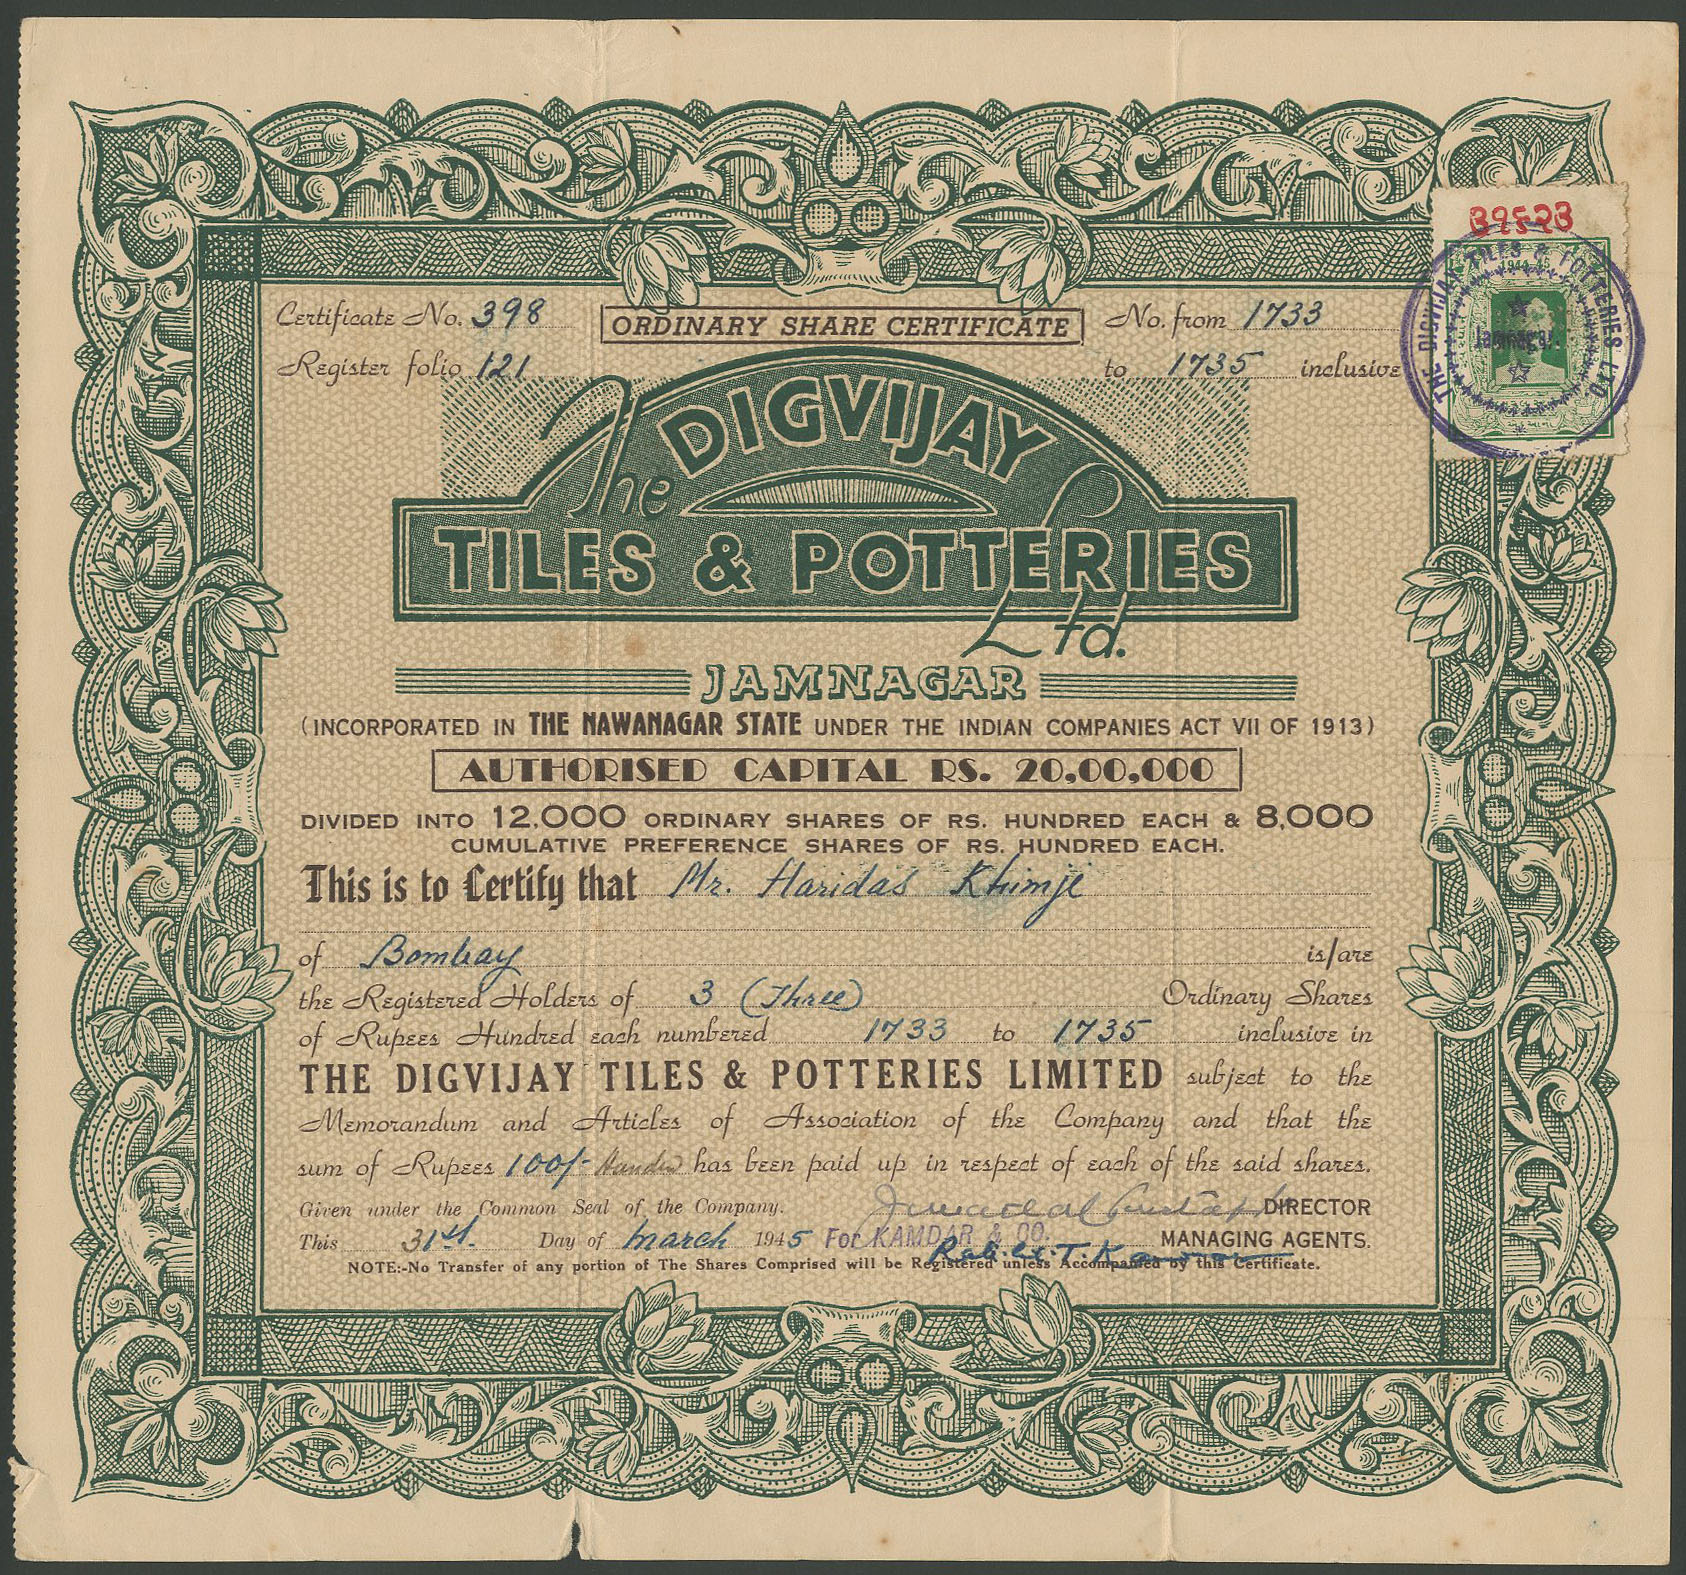 Certificate No. 398
ORDINARY SHARE CERTIFICATE
No. from 1733
Register folio 121
to 1735 inclusive
૩૧૬૨૩
1944-45
THE DIGVIJAY TILES & POTTERIES LTD
Jamnagar
The DIGVIJAY
TILES & POTTERIES
Ltd.
JAMNAGAR
(INCORPORATED IN THE NAWANAGAR STATE UNDER THE INDIAN COMPANIES ACT VII OF 1913)
AUTHORISED CAPITAL RS. 20,00,000
DIVIDED INTO 12,000 ORDINARY SHARES OF RS. HUNDRED EACH & 8,000
CUMULATIVE PREFERENCE SHARES OF RS. HUNDRED EACH.
This is to Certify that Mr. Haridas Khimji
of Bombay is/are
the Registered Holders of 3 (Three) Ordinary Shares
of Rupees Hundred each numbered 1733 to 1735 inclusive in
THE DIGVIJAY TILES & POTTERIES LIMITED subject to the
Memorandum and Articles of Association of the Company and that the
sum of Rupees 100/- has been paid up in respect of each of the said shares.
Given under the Common Seal of the Company. DIRECTOR
This 31st. Day of March 1945 For KAMDAR & CO. MANAGING AGENTS.
NOTE:-No Transfer of any portion of The Shares Comprised will be Registered unless Accompanied by this Certificate.